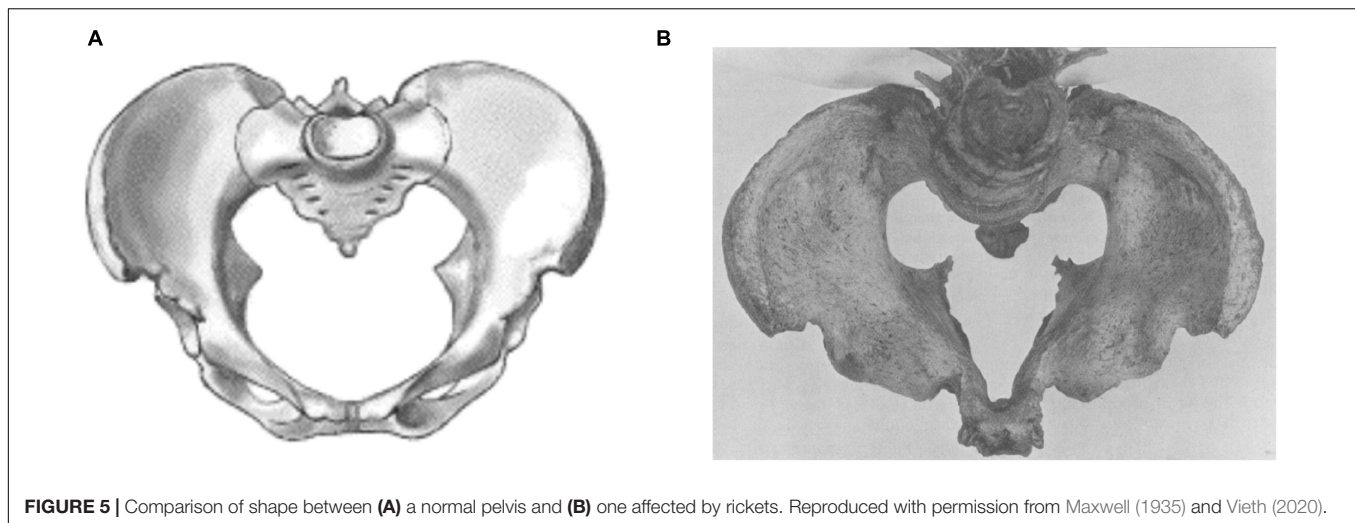 A
B
FIGURE 5 | Comparison of shape between (A) a normal pelvis and (B) one affected by rickets. Reproduced with permission from Maxwell (1935) and Vieth (2020).